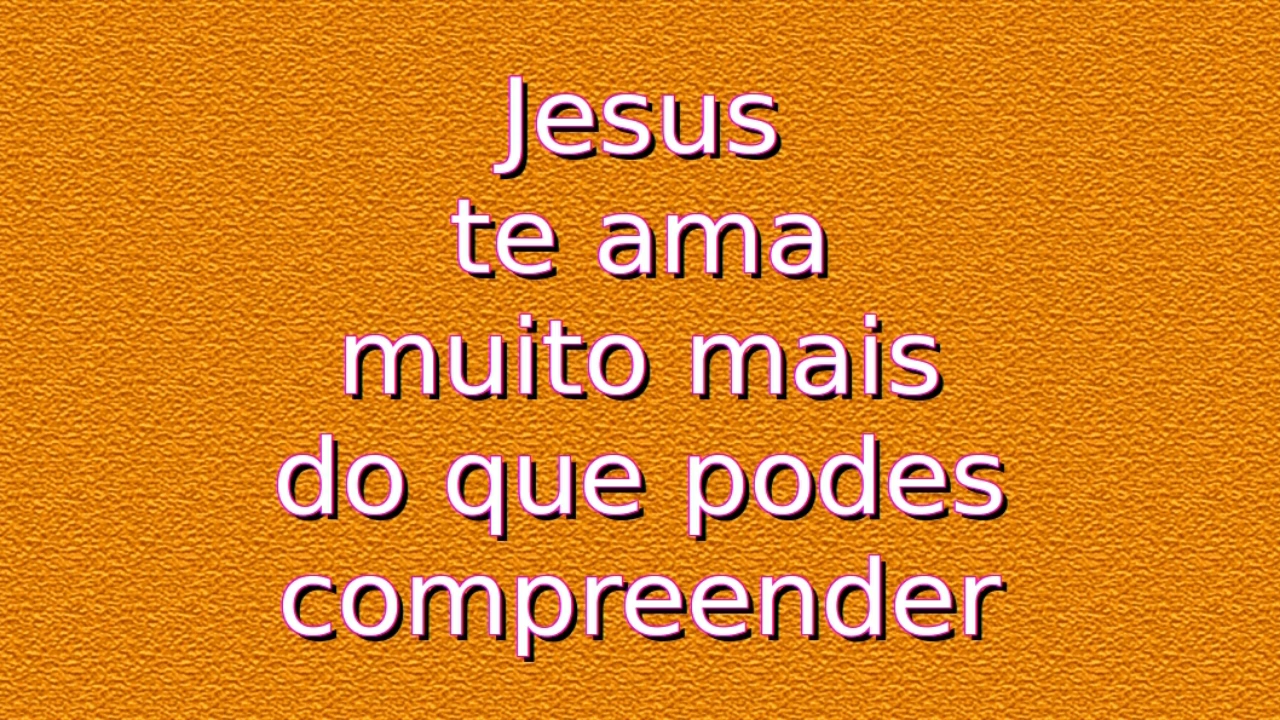 Jesus
te ama
muito mais
do que podes
compreender